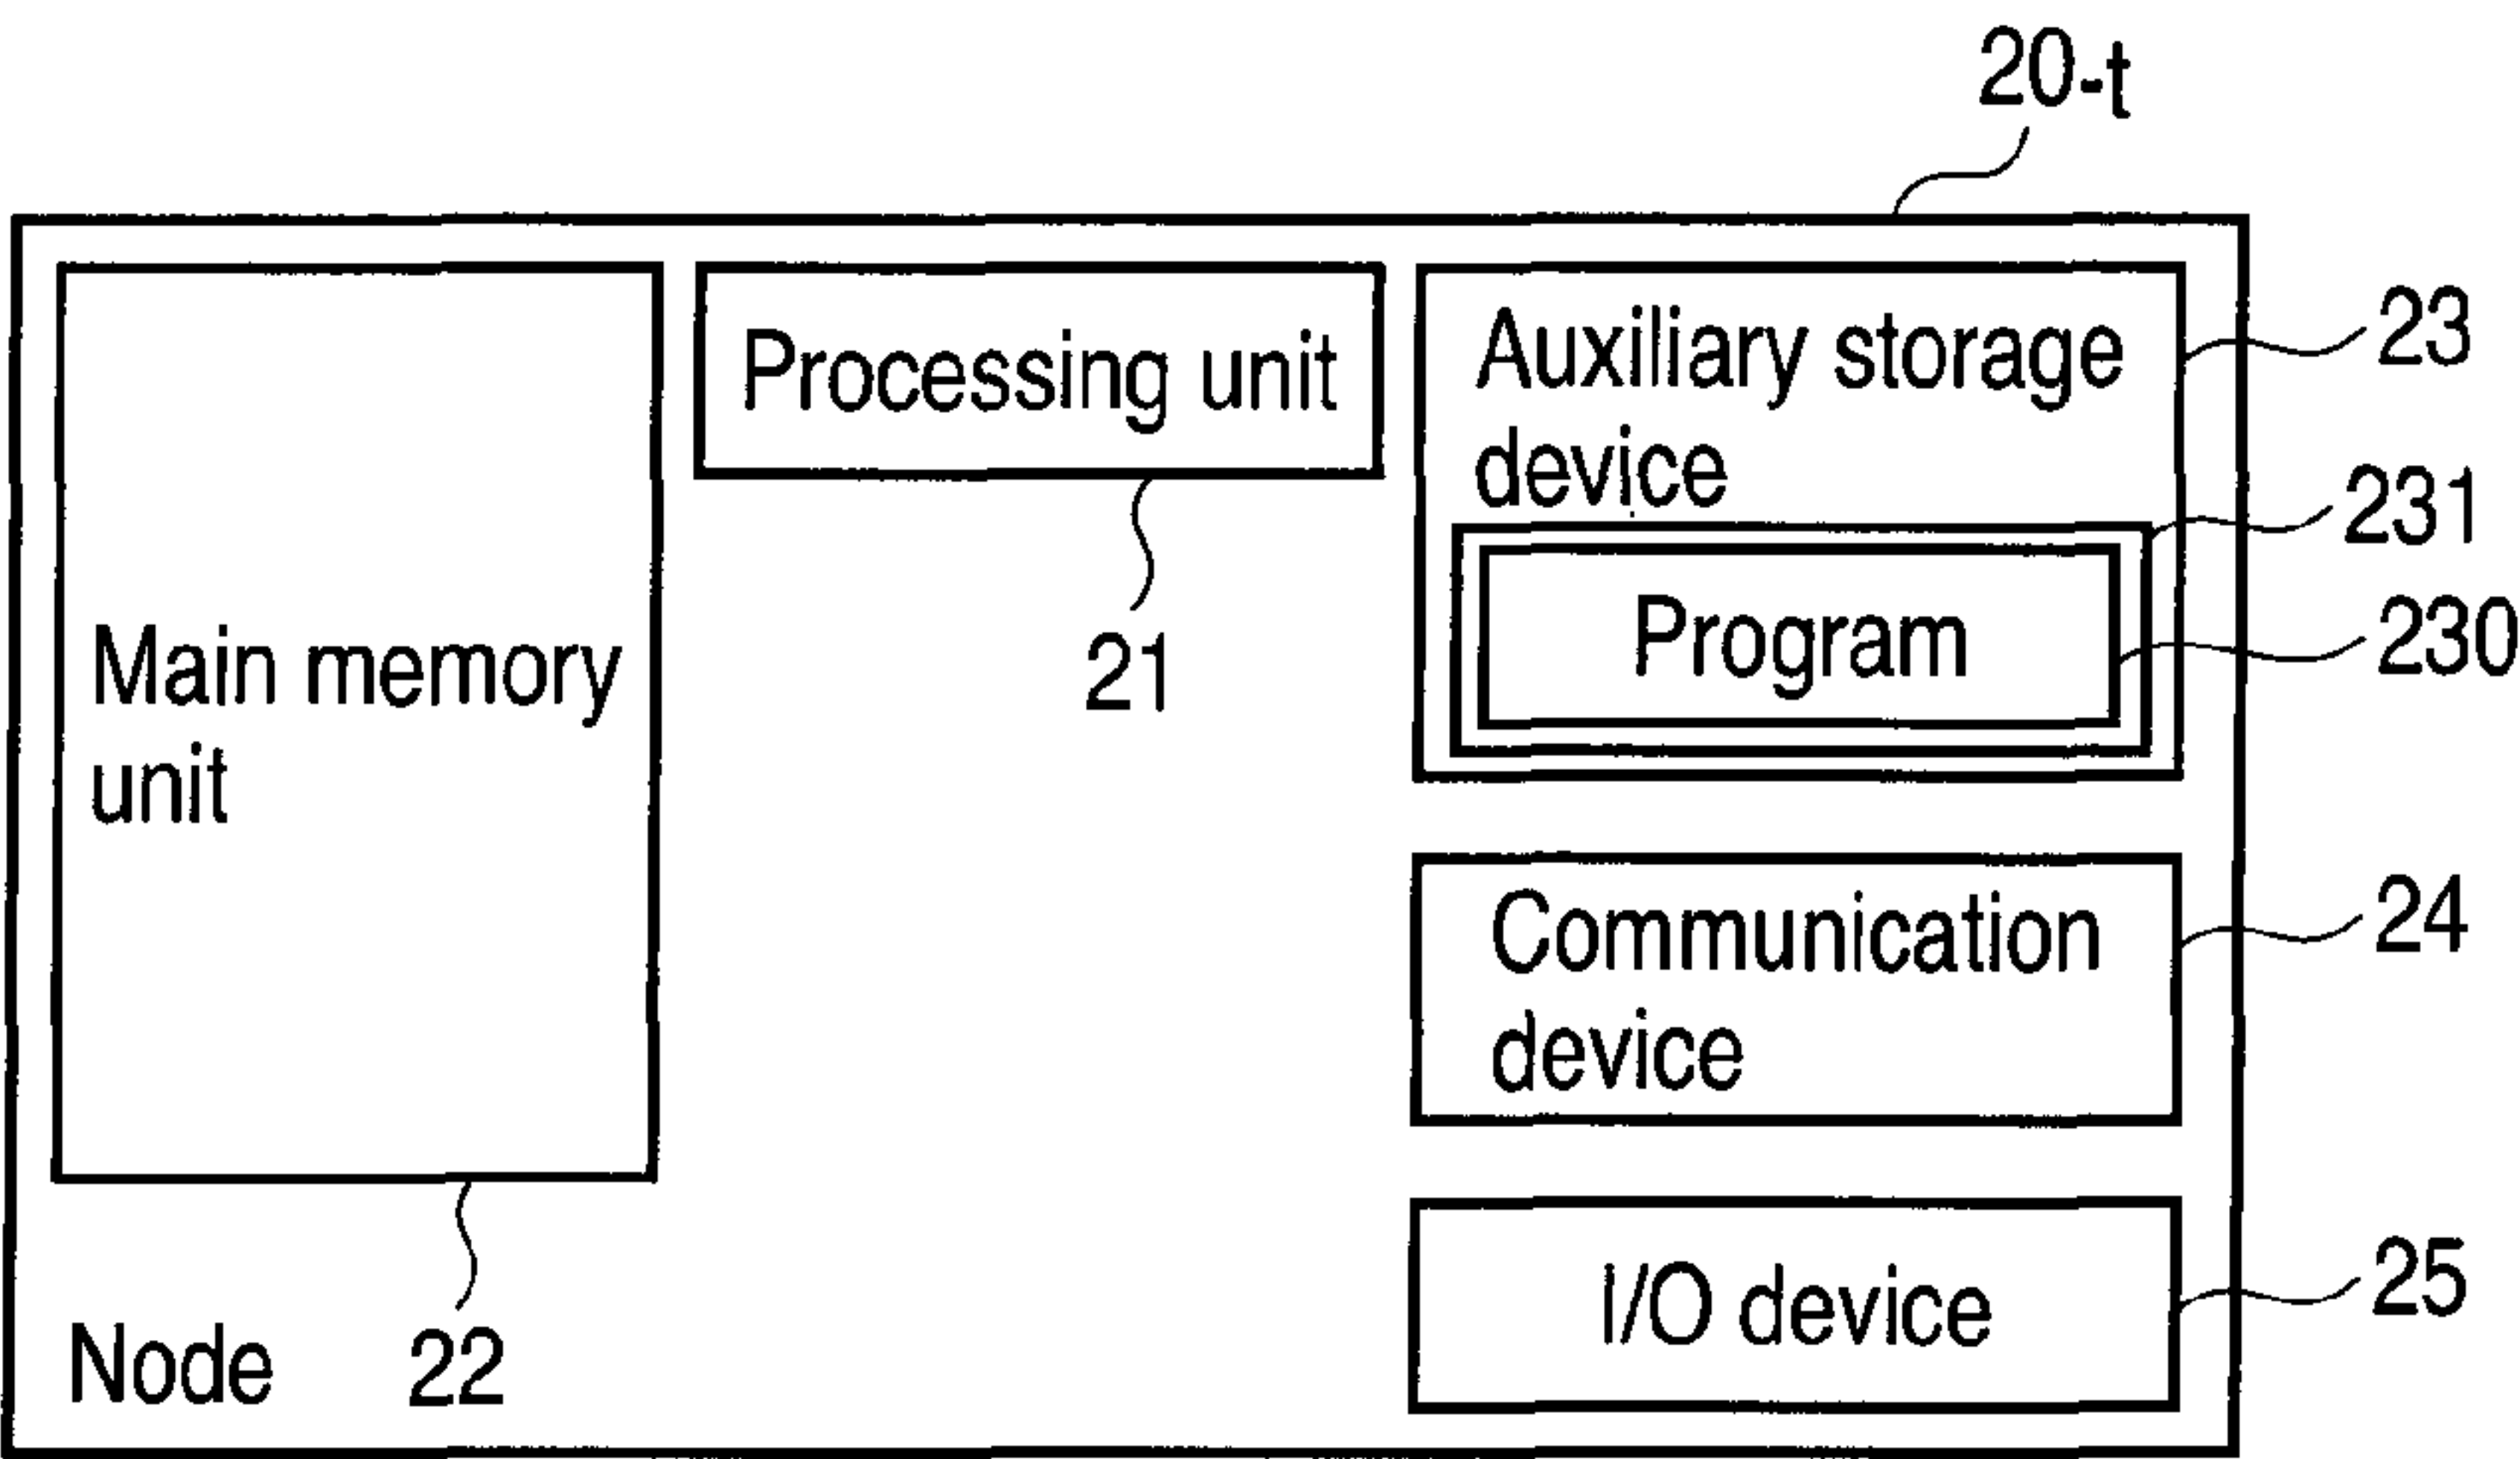 20-t
Processing unit
Auxiliary storage
device
23
231
Program
230
21
Main memory
unit
Communication
device
24
I/O device
25
Node
22